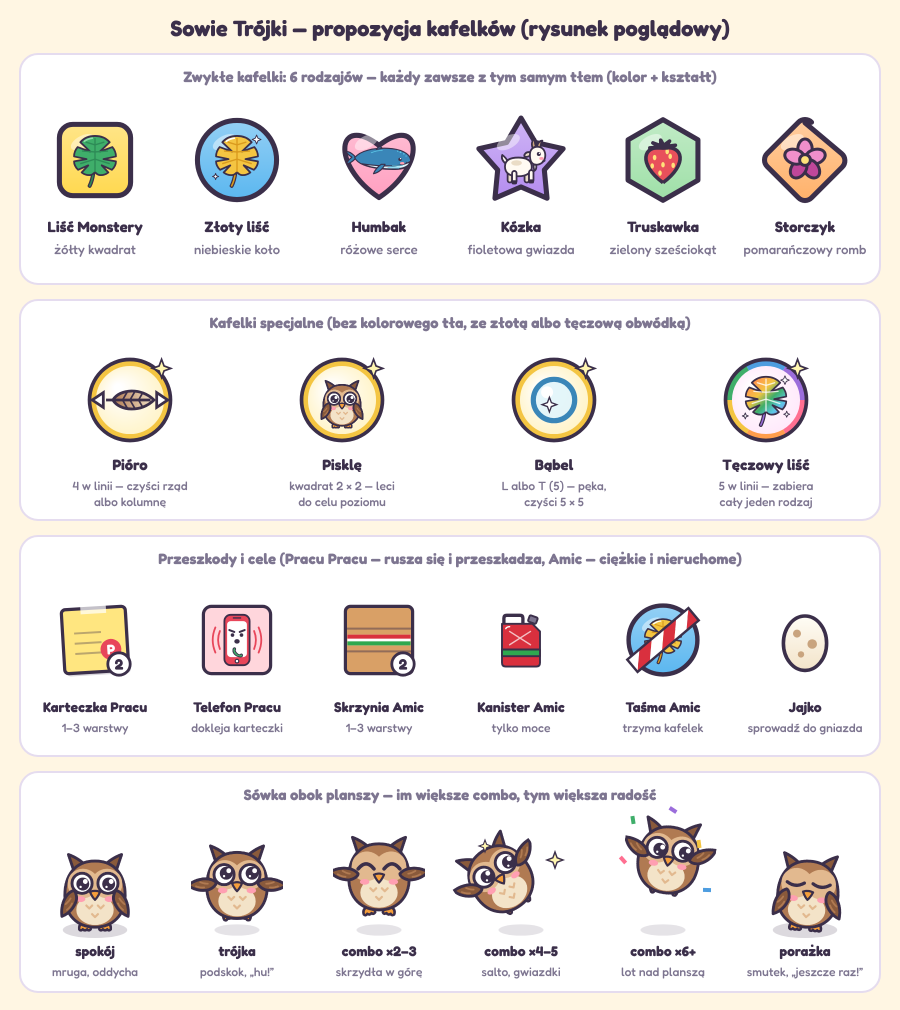 Sowie Trójki — propozycja kafelków (rysunek poglądowy)
Zwykłe kafelki: 6 rodzajów — każdy zawsze z tym samym tłem (kolor + kształt)
Liść Monstery
Złoty liść
Humbak
Kózka
Truskawka
Storczyk
żółty kwadrat
niebieskie koło
różowe serce
fioletowa gwiazda
zielony sześciokąt
pomarańczowy romb
Kafelki specjalne (bez kolorowego tła, ze złotą albo tęczową obwódką)
Pióro
Pisklę
Bąbel
Tęczowy liść
4 w linii — czyści rząd
albo kolumnę
kwadrat 2 × 2 — leci
do celu poziomu
L albo T (5) — pęka,
czyści 5 × 5
5 w linii — zabiera
cały jeden rodzaj
Przeszkody i cele (Pracu Pracu — rusza się i przeszkadza, Amic — ciężkie i nieruchome)
P
2
2
Karteczka Pracu
Telefon Pracu
Skrzynia Amic
Kanister Amic
Taśma Amic
Jajko
1–3 warstwy
dokleja karteczki
1–3 warstwy
tylko moce
trzyma kafelek
sprowadź do gniazda
Sówka obok planszy — im większe combo, tym większa radość
spokój
trójka
combo ×2–3
combo ×4–5
combo ×6+
porażka
mruga, oddycha
podskok, „hu!”
skrzydła w górę
salto, gwiazdki
lot nad planszą
smutek, „jeszcze raz!”